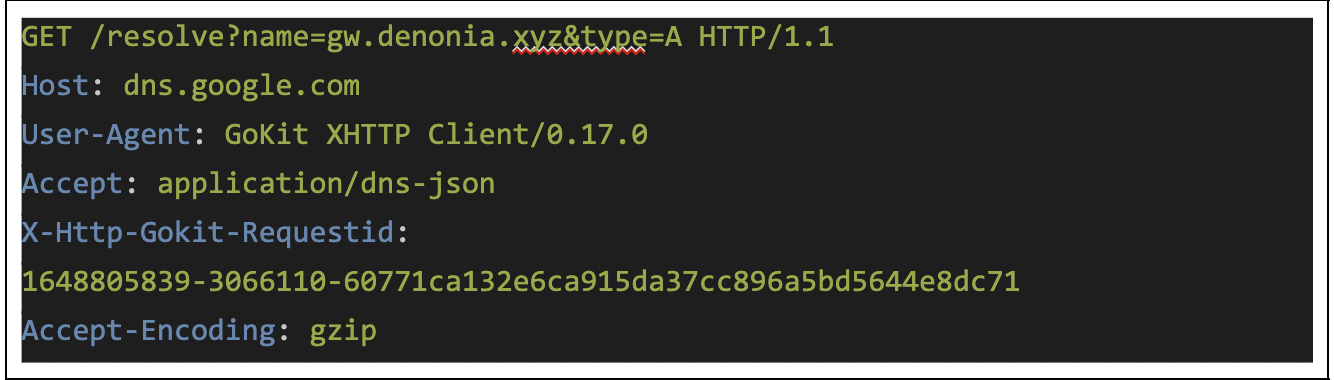 GET /resolve?name=gw.denonia.xyz&type=A HTTP/1.1
Host: dns.google.com
User-Agent: GoKit XHTTP Client/0.17.0
Accept: application/dns-json
X-Http-Gokit-Requestid:
1648805839-3066110-60771ca132e6ca915da37cc896a5bd5644e8dc71
Accept-Encoding: gzip